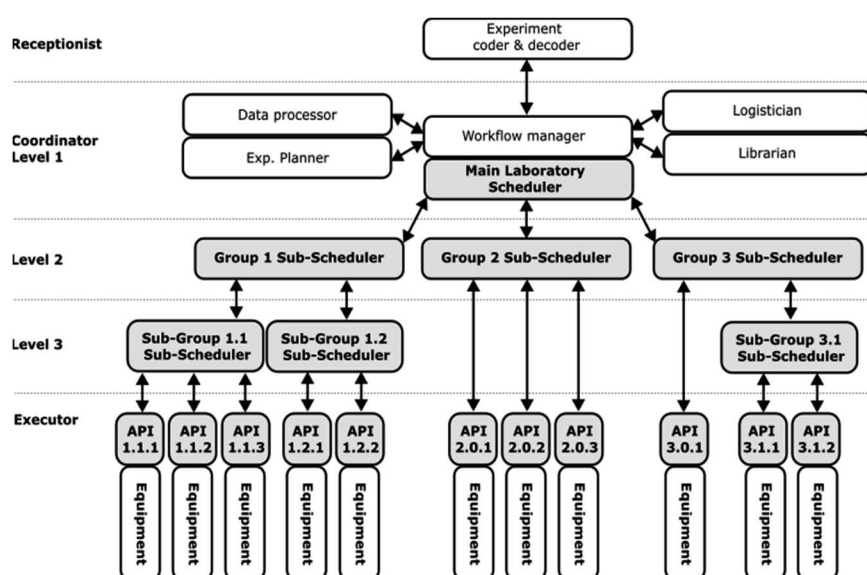 Receptionist
Experiment
coder & decoder
Coordinator
Level 1
Data processor
Exp. Planner
Workflow manager
Main Laboratory
Scheduler
Logistician
Librarian
Level 2
Group 1 Sub-Scheduler
Group 2 Sub-Scheduler
Group 3 Sub-Scheduler
Level 3
Sub-Group 1.1
Sub-Scheduler
Sub-Group 1.2
Sub-Scheduler
Sub-Group 3.1
Sub-Scheduler
Executor
API
1.1.1
API
1.1.2
API
1.1.3
API
1.2.1
API
1.2.2
API
2.0.1
API
2.0.2
API
2.0.3
API
3.0.1
API
3.1.1
API
3.1.2
Equipment
Equipment
Equipment
Equipment
Equipment
Equipment
Equipment
Equipment
Equipment
Equipment
Equipment